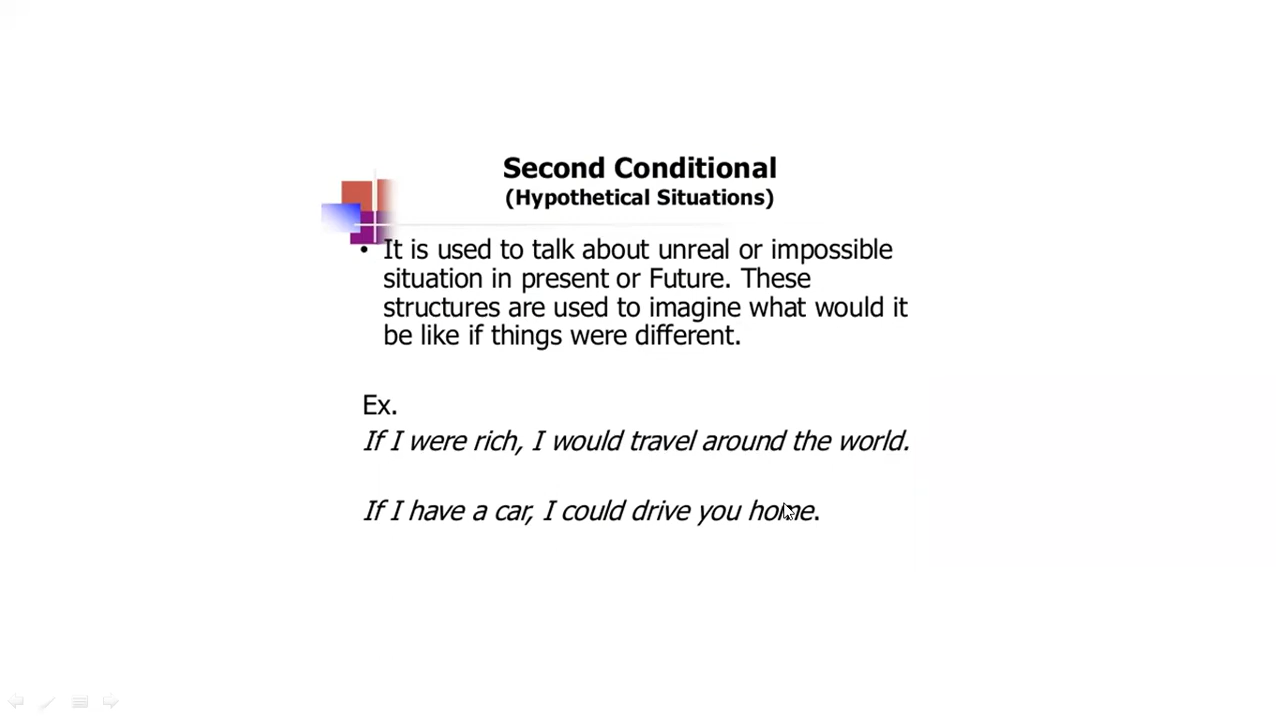 Second Conditional
(Hypothetical Situations)
• It is used to talk about unreal or impossible
situation in present or Future. These
structures are used to imagine what would it
be like if things were different.
Ex.
If I were rich, I would travel around the world.
If I have a car, I could drive you home.